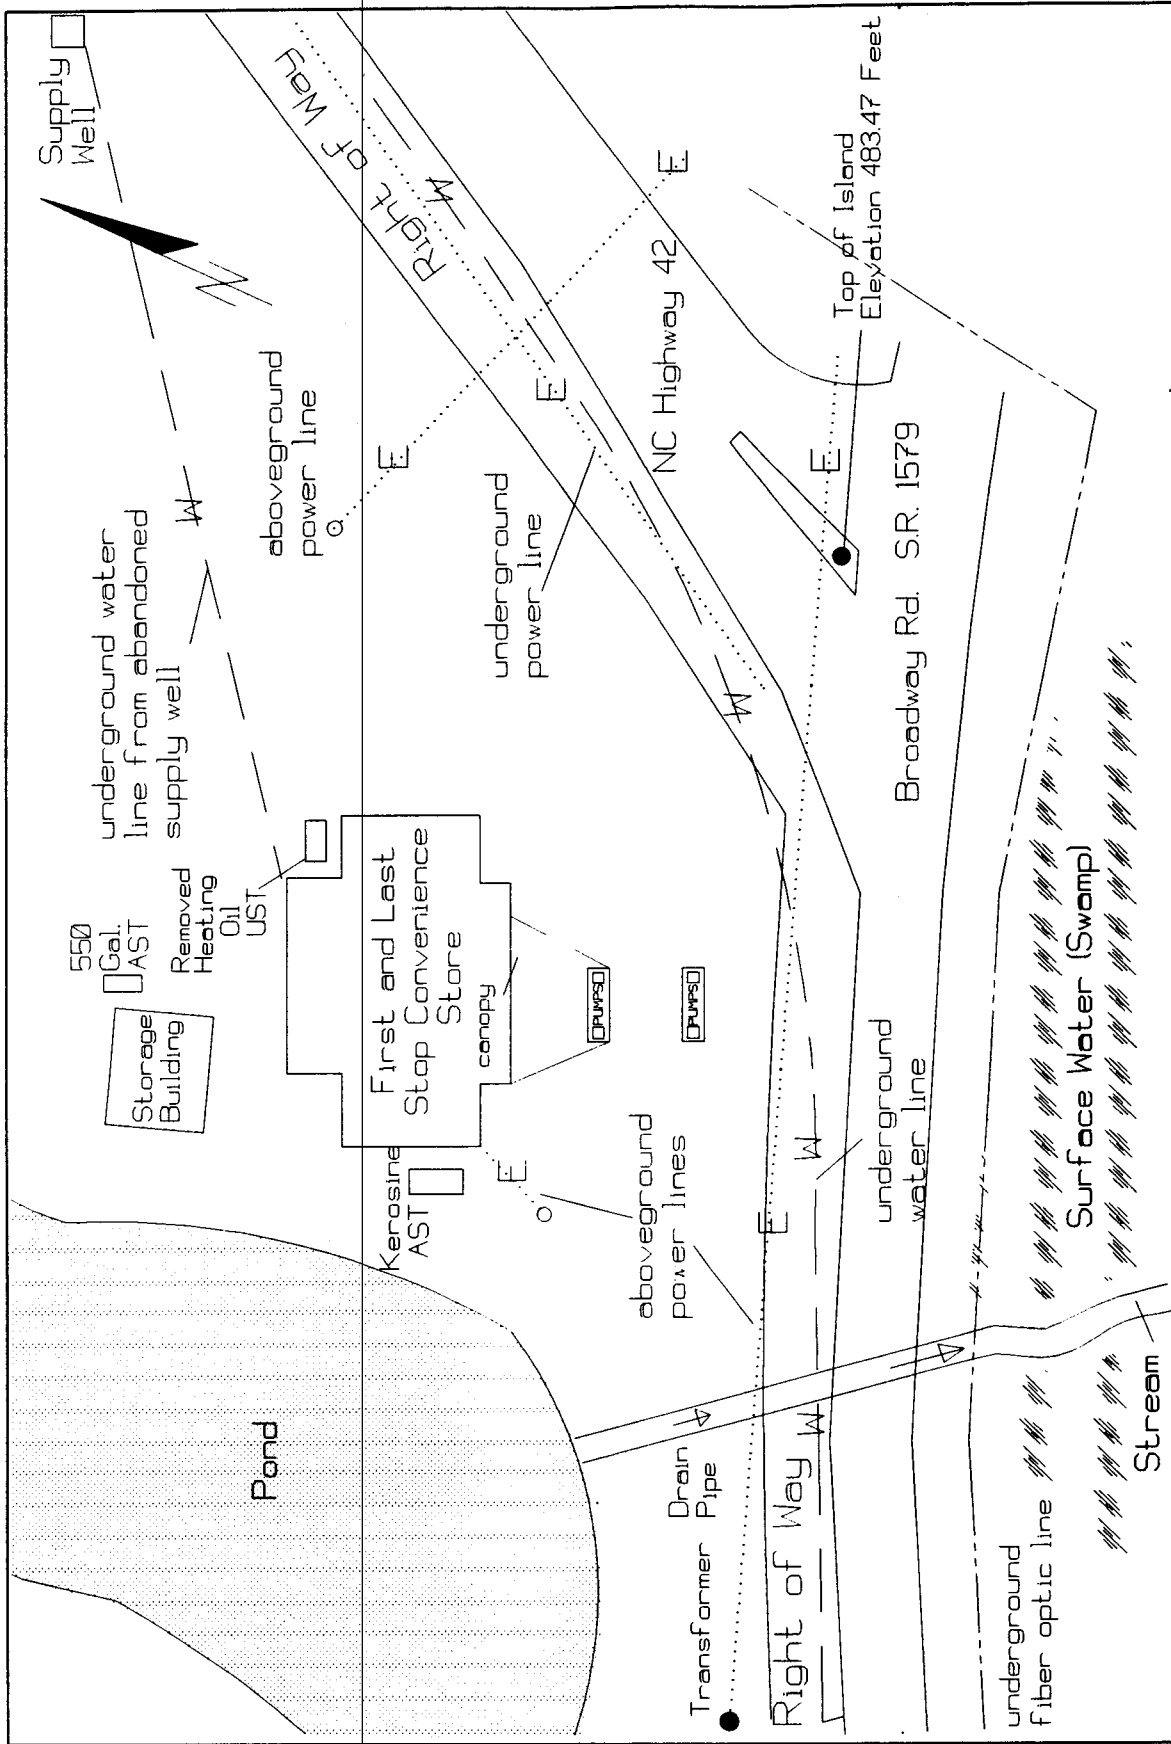 Pond
Storage
Building
550
Gal.
AST
Removed
Heating
Oil
UST
underground water
line from abandoned
supply well
W
Supply
Well
N
Kerosine
AST
First and Last
Stop Convenience
Store
canopy
aboveground
power line
E
E
PUMPS
PUMPS
E
aboveground
power lines
underground
power line
E
Right of Way
W
E
NC Highway 42
W
Transformer
Drain
Pipe
Right of Way
W
E
W
underground
water line
Broadway Rd. S.R. 1579
E
Top of Island
Elevation 483.47 Feet
underground
fiber optic line
Surface Water (Swamp)
Stream